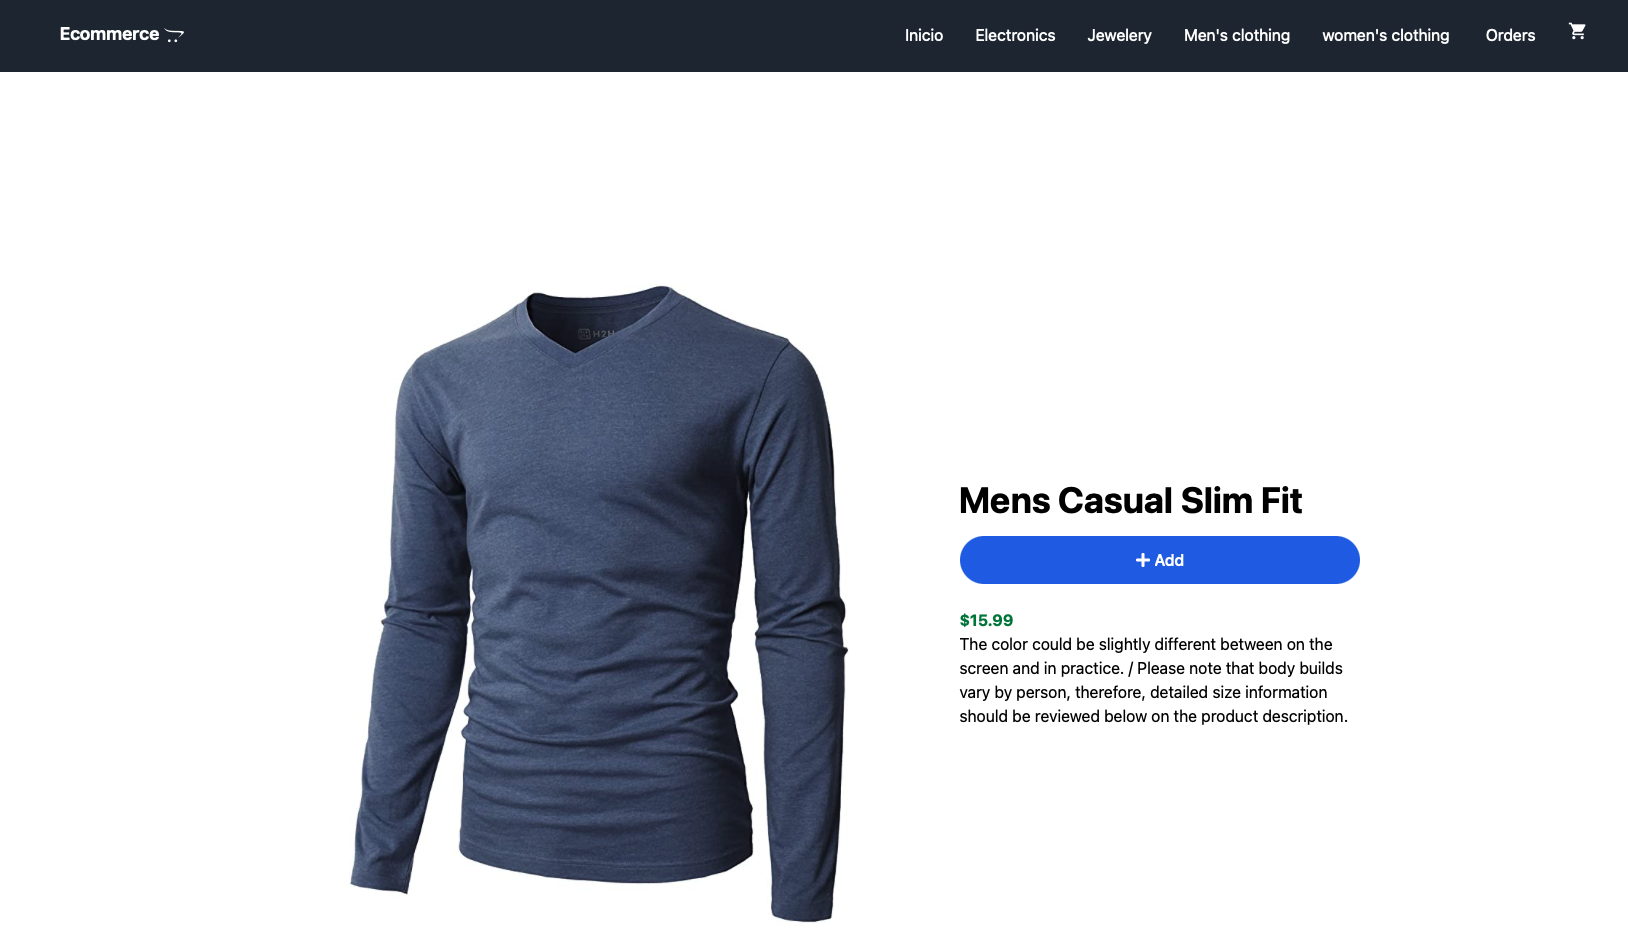 Ecommerce
Inicio Electronics Jewelery Men's clothing women's clothing Orders
H2H
Mens Casual Slim Fit
Add
$15.99
The color could be slightly different between on the
screen and in practice. / Please note that body builds
vary by person, therefore, detailed size information
should be reviewed below on the product description.